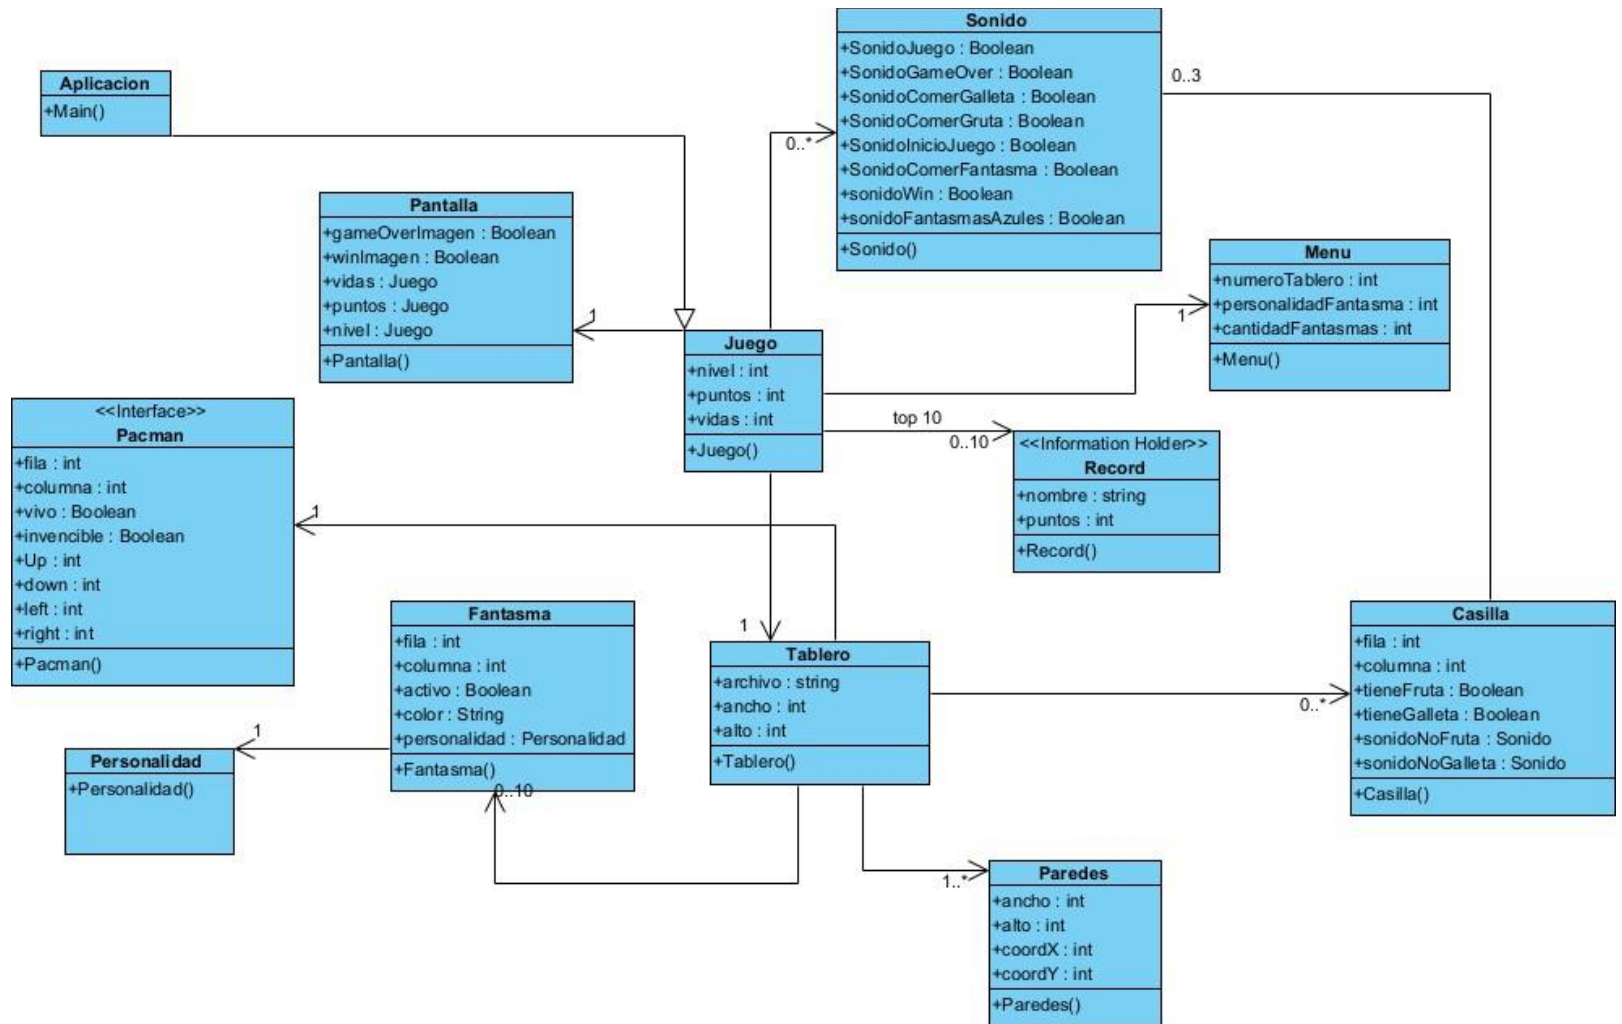 Sonido
+SonidoJuego : Boolean
+SonidoGameOver : Boolean
+SonidoComerGalleta : Boolean
+SonidoComerGruta : Boolean
+SonidoInicioJuego : Boolean
+SonidoComerFantasma : Boolean
+sonidoWin : Boolean
+sonidoFantasmasAzules : Boolean
+Sonido()
0..3
0..*
Aplicacion
+Main()
Pantalla
+gameOverImagen : Boolean
+winImagen : Boolean
+vidas : Juego
+puntos : Juego
+nivel : Juego
+Pantalla()
1
Menu
+numeroTablero : int
+personalidadFantasma : int
+cantidadFantasmas : int
+Menu()
1
Juego
+nivel : int
+puntos : int
+vidas : int
+Juego()
top 10
0..10
<<Information Holder>>
Record
+nombre : string
+puntos : int
+Record()
<<Interface>>
Pacman
+fila : int
+columna : int
+vivo : Boolean
+invencible : Boolean
+Up : int
+down : int
+left : int
+right : int
+Pacman()
1
Fantasma
+fila : int
+columna : int
+activo : Boolean
+color : String
+personalidad : Personalidad
+Fantasma()
0..10
1
Tablero
+archivo : string
+ancho : int
+alto : int
+Tablero()
0..*
Casilla
+fila : int
+columna : int
+tieneFruta : Boolean
+tieneGalleta : Boolean
+sonidoNoFruta : Sonido
+sonidoNoGalleta : Sonido
+Casilla()
1
Personalidad
+Personalidad()
1..*
Paredes
+ancho : int
+alto : int
+coordX : int
+coordY : int
+Paredes()